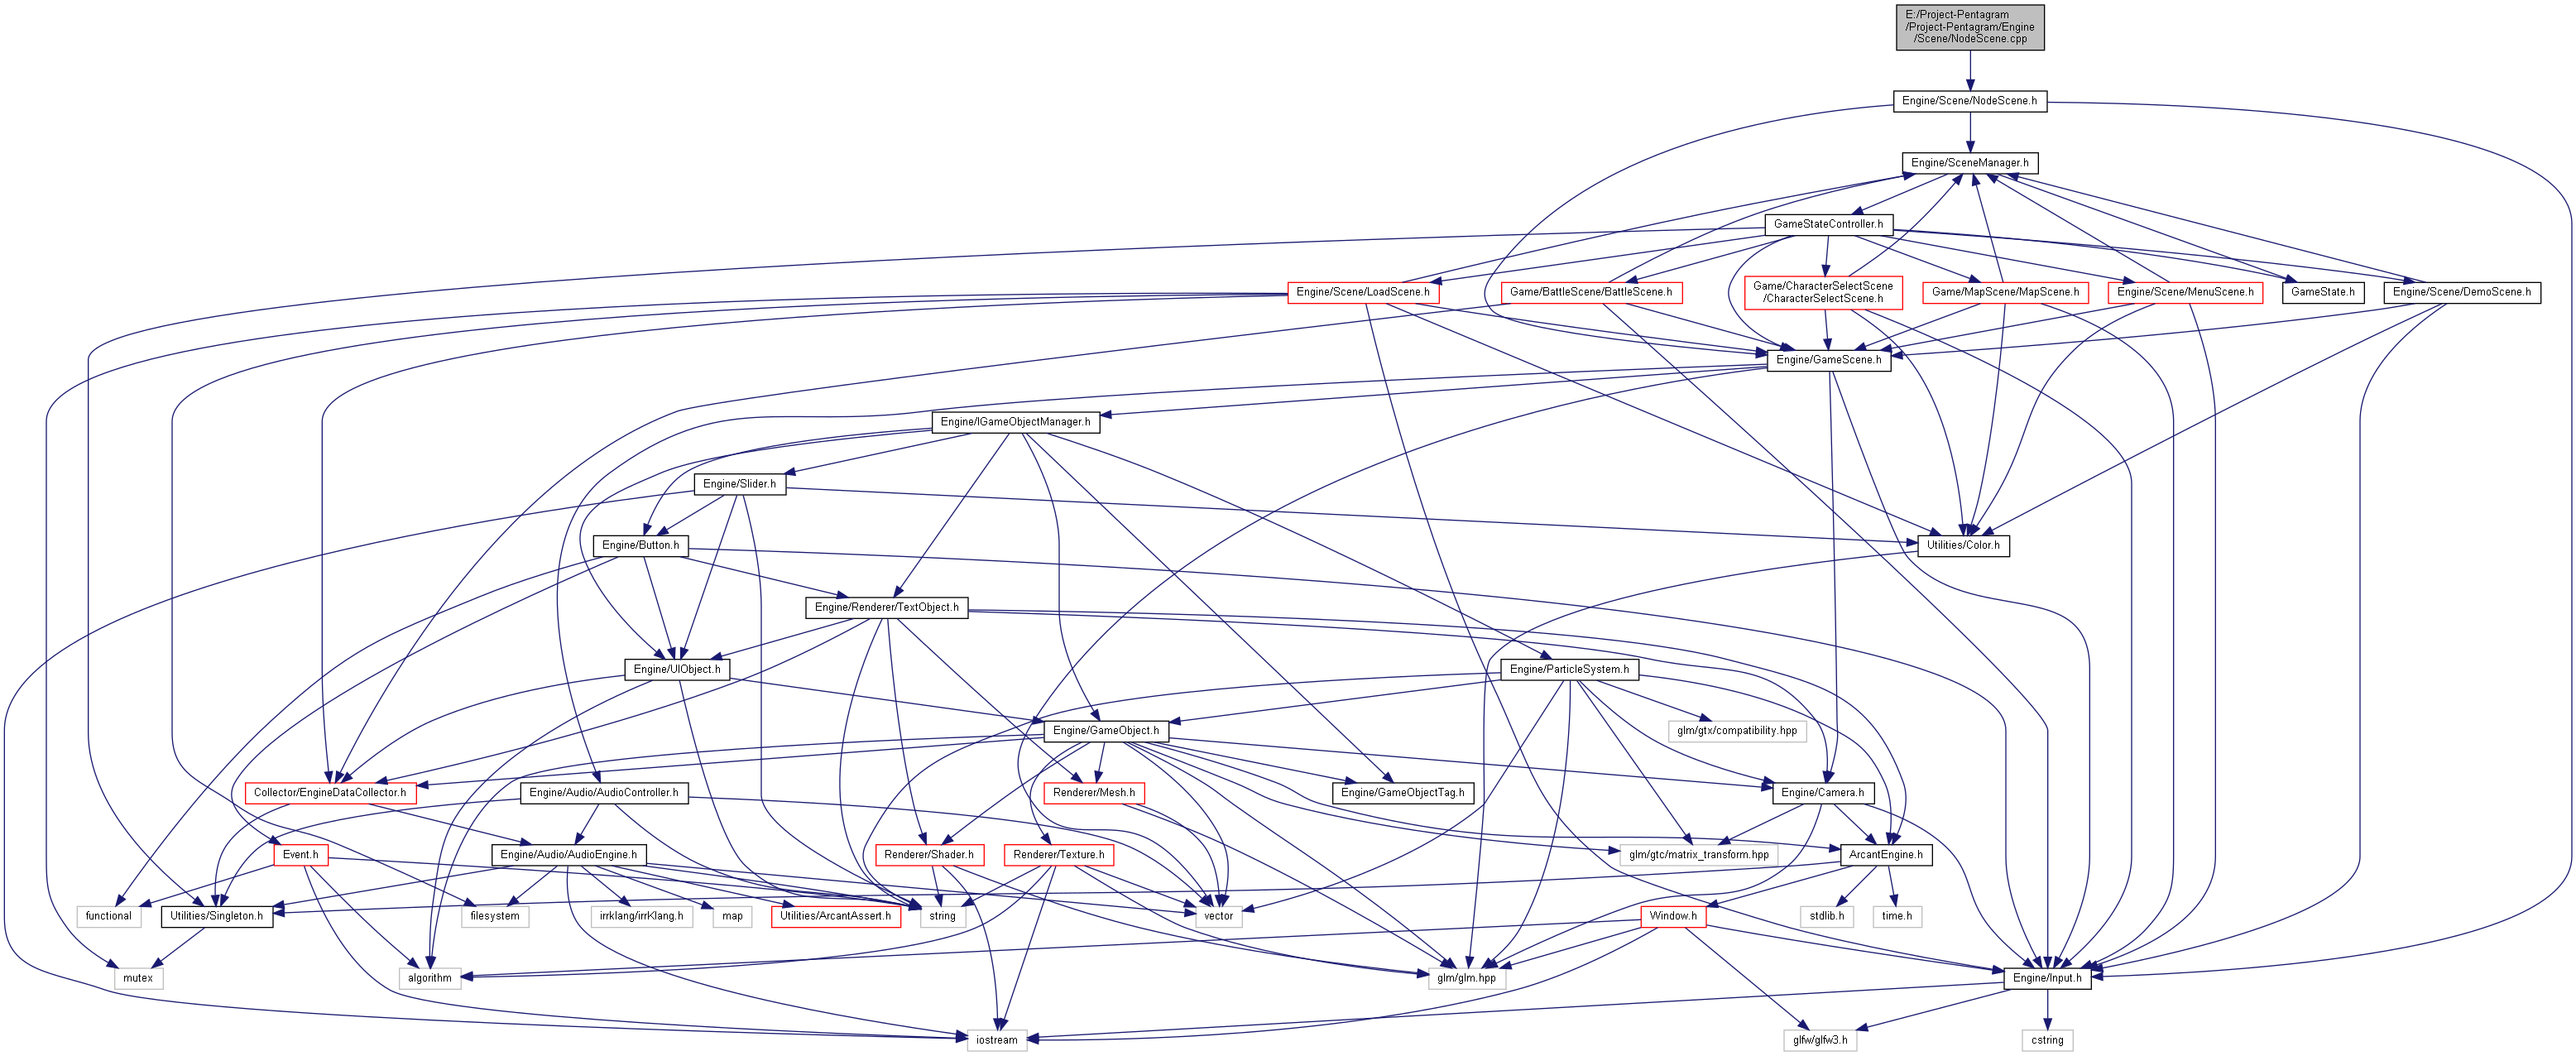 E:/Project-Pentagram
/Project-Pentagram/Engine
/Scene/NodeScene.cpp
Engine/Scene/NodeScene.h
Engine/SceneManager.h
GameStateController.h
Engine/Scene/LoadScene.h
Game/BattleScene/BattleScene.h
Game/CharacterSelectScene
/CharacterSelectScene.h
Game/MapScene/MapScene.h
Engine/Scene/MenuScene.h
GameState.h
Engine/Scene/DemoScene.h
Engine/GameScene.h
Engine/IGameObjectManager.h
Engine/Slider.h
Engine/Button.h
Utilities/Color.h
Engine/Renderer/TextObject.h
Engine/UIObject.h
Engine/ParticleSystem.h
Engine/GameObject.h
glm/gtx/compatibility.hpp
Collector/EngineDataCollector.h
Engine/Audio/AudioController.h
Renderer/Mesh.h
Engine/GameObjectTag.h
Engine/Camera.h
Event.h
Engine/Audio/AudioEngine.h
Renderer/Shader.h
Renderer/Texture.h
glm/gtc/matrix_transform.hpp
ArcantEngine.h
functional
Utilities/Singleton.h
filesystem
irrklang/irrKlang.h
map
Utilities/ArcantAssert.h
string
vector
Window.h
stdlib.h
time.h
mutex
algorithm
glm/glm.hpp
Engine/Input.h
iostream
glfw/glfw3.h
cstring